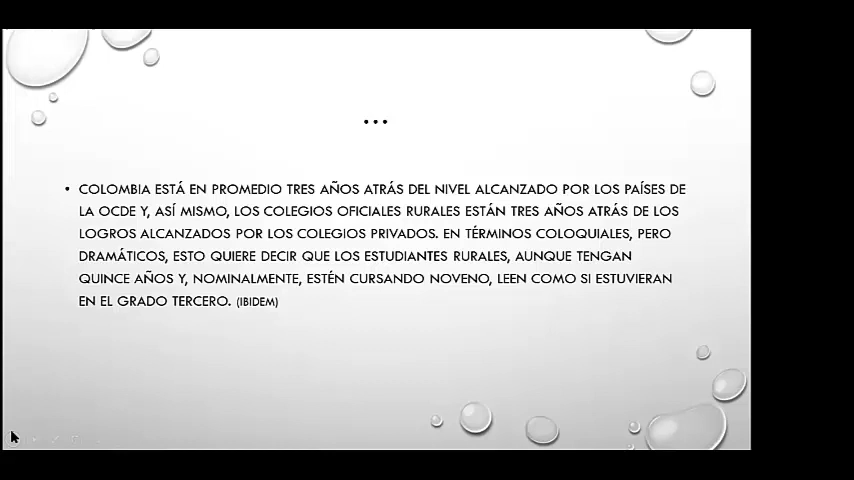 ...
• COLOMBIA ESTÁ EN PROMEDIO TRES AÑOS ATRÁS DEL NIVEL ALCANZADO POR LOS PAÍSES DE
LA OCDE Y, ASÍ MISMO, LOS COLEGIOS OFICIALES RURALES ESTÁN TRES AÑOS ATRÁS DE LOS
LOGROS ALCANZADOS POR LOS COLEGIOS PRIVADOS. EN TÉRMINOS COLOQUIALES, PERO
DRAMÁTICOS, ESTO QUIERE DECIR QUE LOS ESTUDIANTES RURALES, AUNQUE TENGAN
QUINCE AÑOS Y, NOMINALMENTE, ESTÉN CURSANDO NOVENO, LEEN COMO SI ESTUVIERAN
EN EL GRADO TERCERO. (IBIDEM)